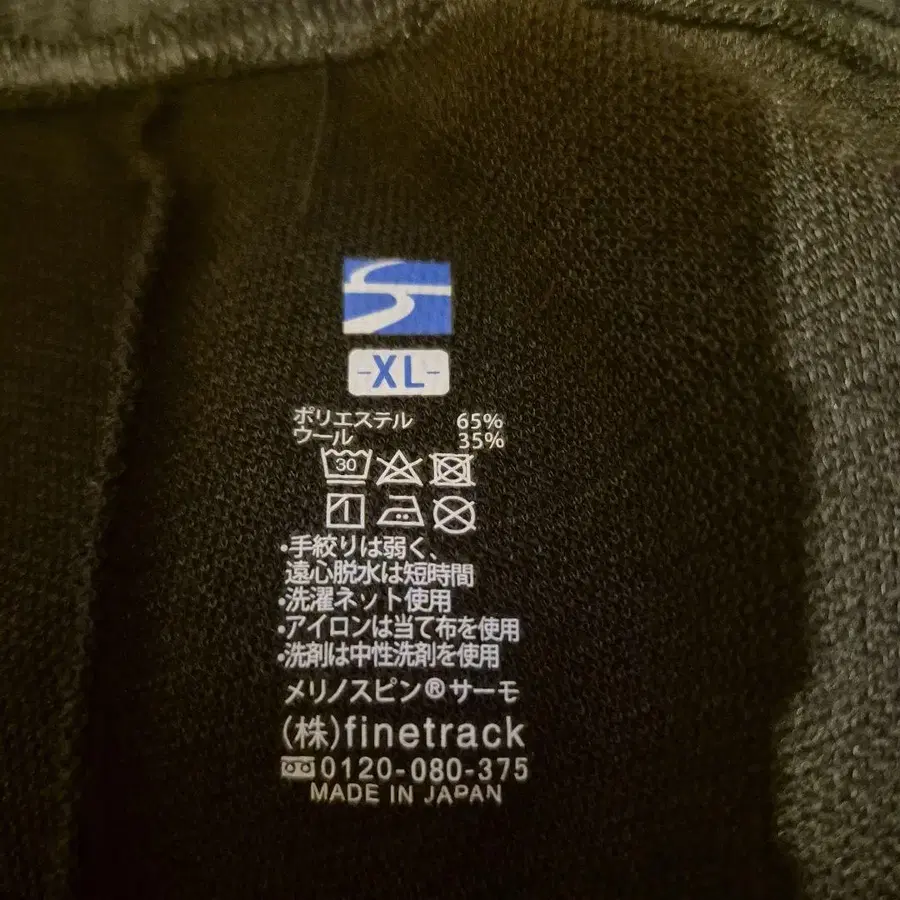 -XL-
ポリエステル 65%
ウール 35%
30
・手絞りは弱く、
遠心脱水は短時間
・洗濯ネット使用
・アイロンは当て布を使用
・洗剤は中性洗剤を使用
メリノスピン®サーモ
(株)finetrack
0120-080-375
MADE IN JAPAN